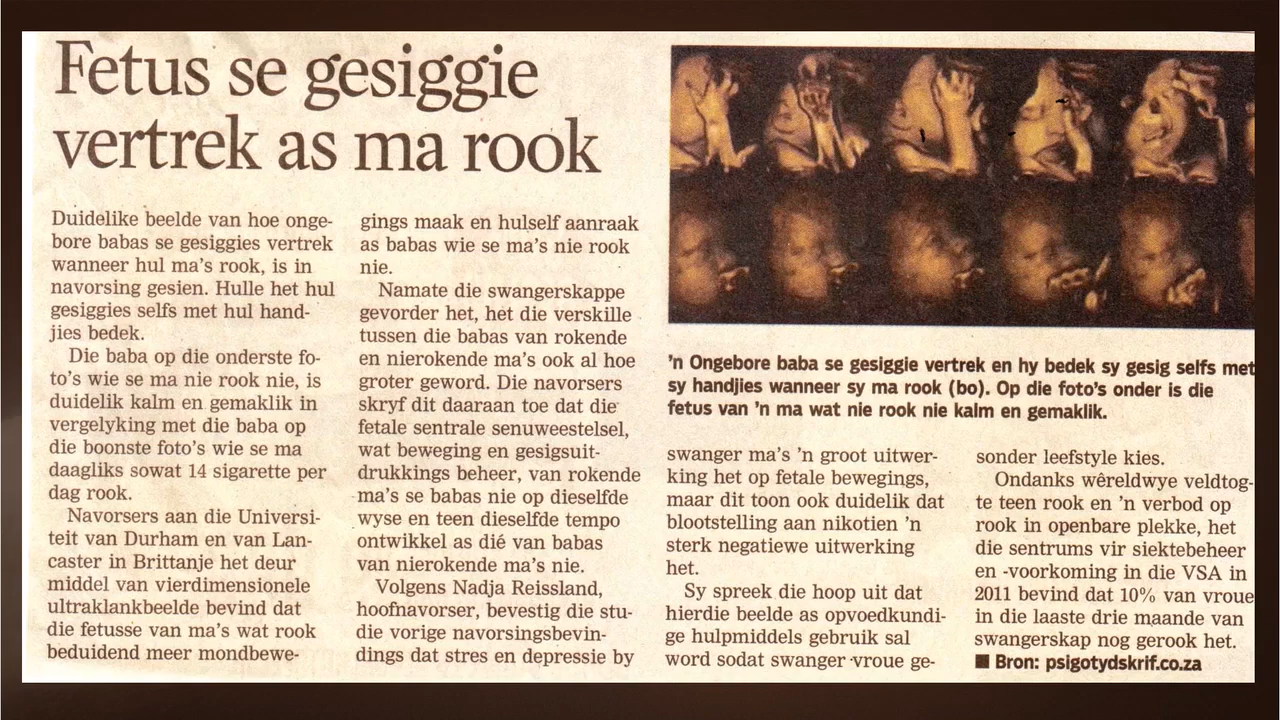 Fetus se gesiggie
vertrek as ma rook
Duidelike beelde van hoe onge-
bore babas se gesiggies vertrek
wanneer hul ma's rook, is in
navorsing gesien. Hulle het hul
gesiggies selfs met hul hand-
jies bedek.
Die baba op die onderste fo-
to's wie se ma nie rook nie, is
duidelik kalm en gemaklik in
vergelyking met die baba op
die boonste foto's wie se ma
daagliks sowat 14 sigarette per
dag rook.
Navorsers aan die Universi-
teit van Durham en van Lan-
caster in Brittanje het deur
middel van vierdimensionele
ultraklankbeelde bevind dat
die fetusse van ma's wat rook
beduidend meer mondbewe-
gings maak en hulself aanraak
as babas wie se ma's nie rook
nie.
Namate die swangerskappe
gevorder het, het die verskille
tussen die babas van rokende
en nierokende ma's ook al hoe
groter geword. Die navorsers
skryf dit daaraan toe dat die
fetale sentrale senuweestelsel,
wat beweging en gesigsuit-
drukkings beheer, van rokende
ma's se babas nie op dieselfde
wyse en teen dieselfde tempo
ontwikkel as dié van babas
van nierokende ma's nie.
Volgens Nadja Reissland,
hoofnavorser, bevestig die stu-
die vorige navorsingsbevin-
dings dat stres en depressie by
'n Ongebore baba se gesiggie vertrek en hy bedek sy gesig selfs met
sy handjies wanneer sy ma rook (bo). Op die foto's onder is die
fetus van 'n ma wat nie rook nie kalm en gemaklik.
swanger ma's 'n groot uitwer-
king het op fetale bewegings,
maar dit toon ook duidelik dat
blootstelling aan nikotien 'n
sterk negatiewe uitwerking
het.
Sy spreek die hoop uit dat
hierdie beelde as opvoedkundi-
ge hulpmiddels gebruik sal
word sodat swanger vroue ge-
sonder leefstyle kies.
Ondanks wêreldwye veldtog-
te teen rook en 'n verbod op
rook in openbare plekke, het
die sentrums vir siektebeheer
en -voorkoming in die VSA in
2011 bevind dat 10% van vroue
in die laaste drie maande van
swangerskap nog gerook het.
■ Bron: psigotydskrif.co.za